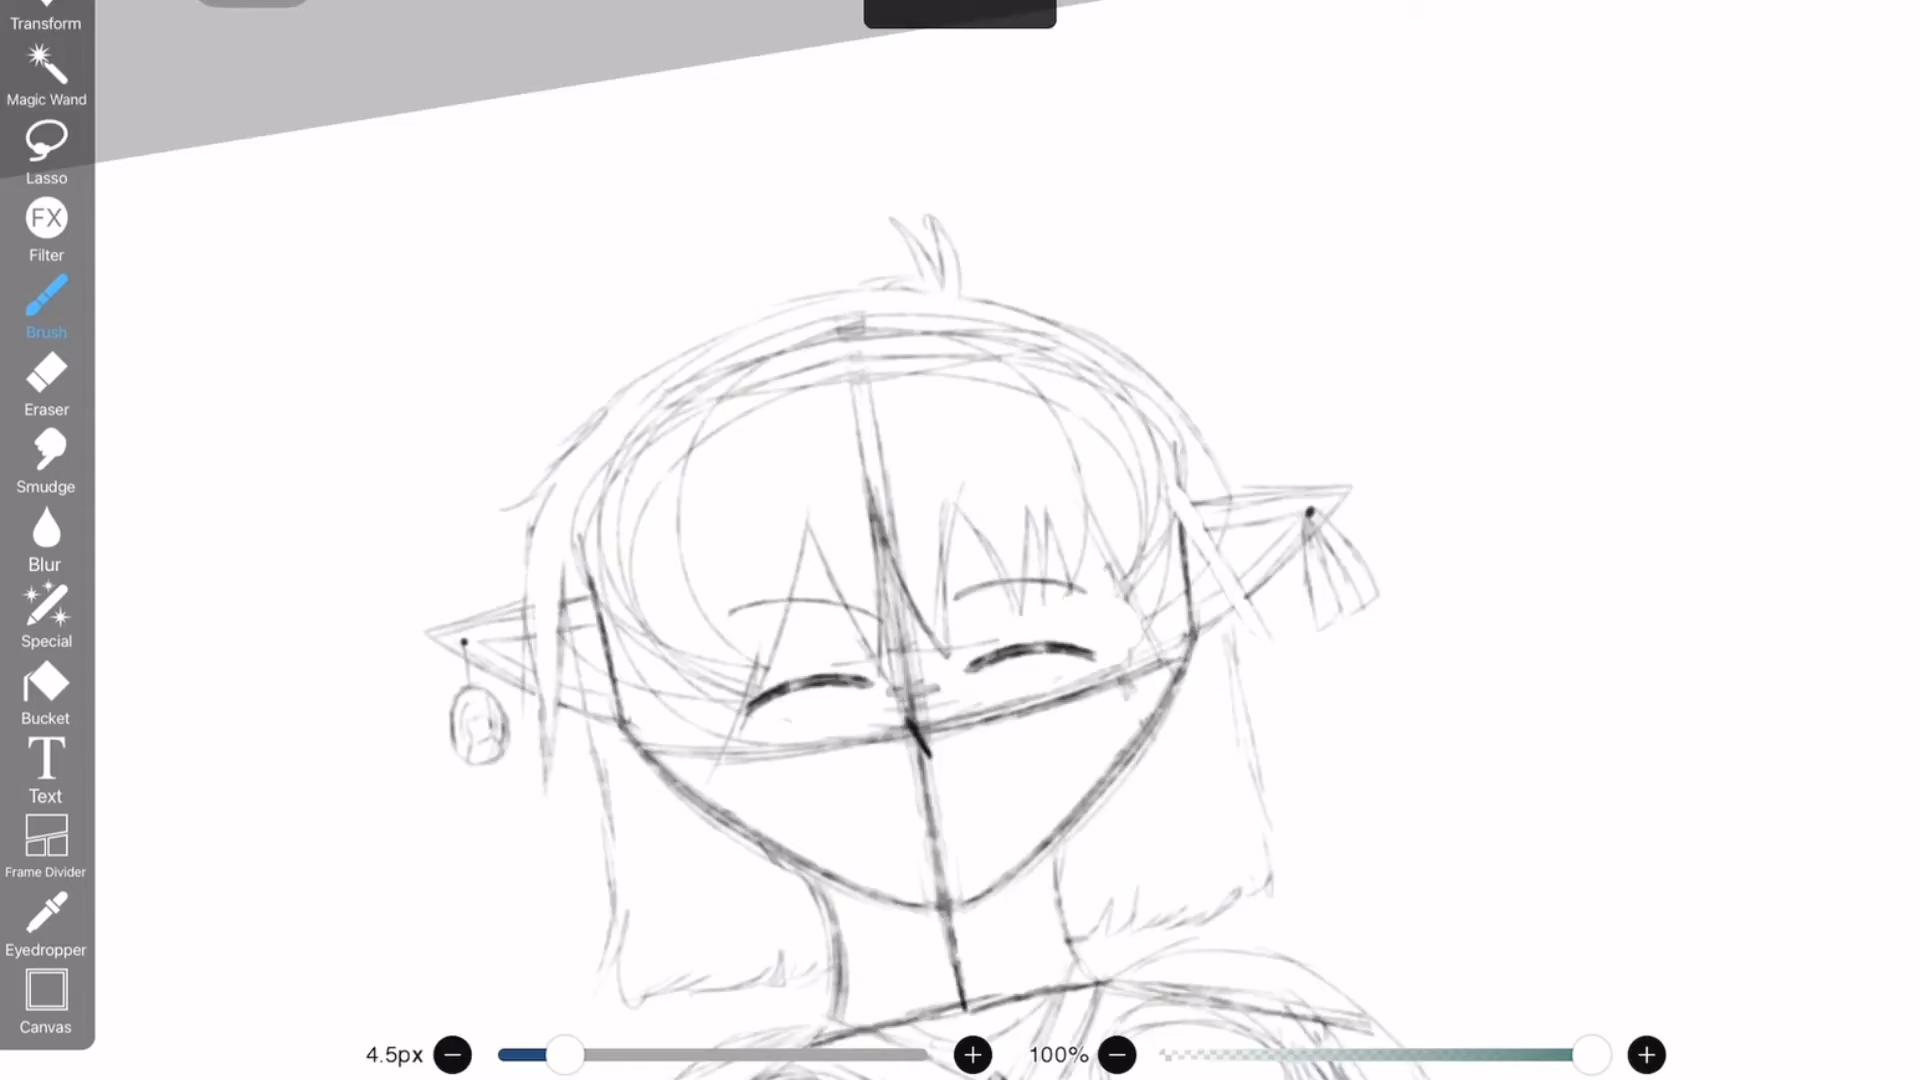 Transform
Magic Wand
Lasso
FX
Filter
Brush
Eraser
Smudge
Blur
Special
Bucket
T
Text
Frame Divider
Eyedropper
Canvas
4.5px
100%